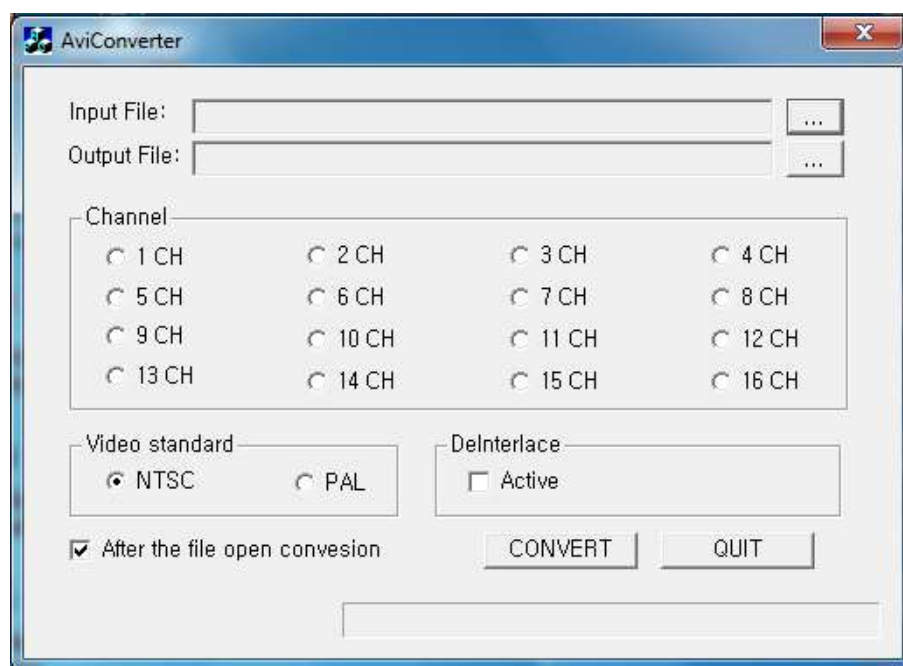 AviConverter
Input File:
...
Output File:
...
Channel
1 CH 2 CH 3 CH 4 CH
5 CH 6 CH 7 CH 8 CH
9 CH 10 CH 11 CH 12 CH
13 CH 14 CH 15 CH 16 CH
Video standard DeInterlace
NTSC PAL Active
After the file open convesion CONVERT QUIT